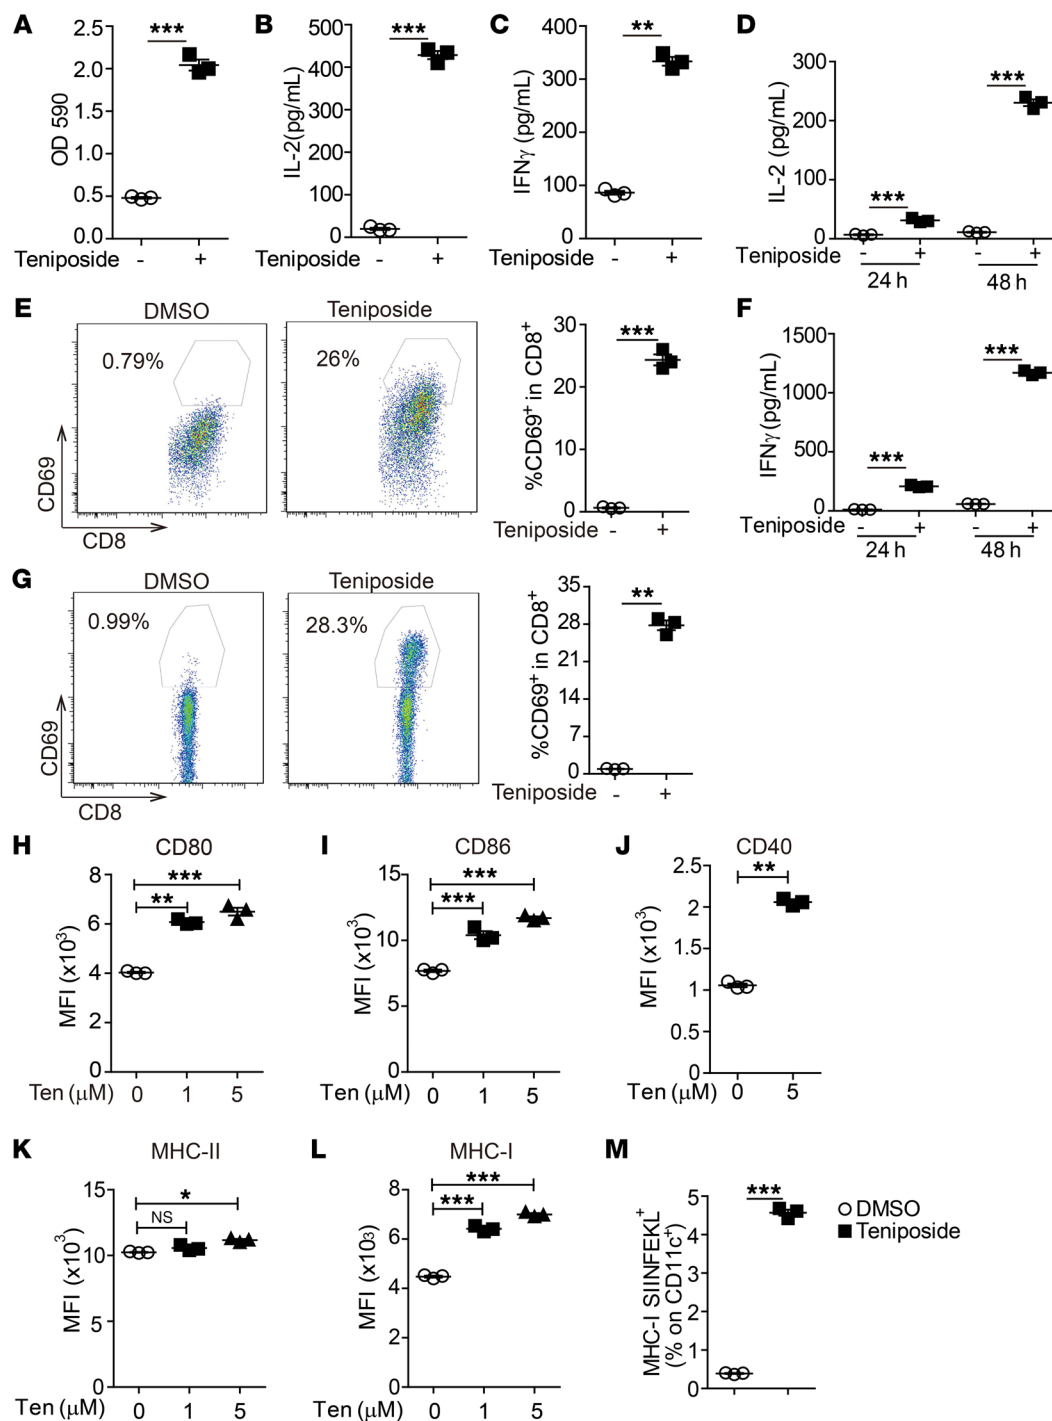 A
2.5
2.0
1.5
1.0
0.5
0.0
OD 590
***
Teniposide - +
B
500
400
300
200
100
0
IL-2(pg/mL)
***
- +
C
400
300
200
100
0
IFNγ (pg/mL)
**
Teniposide - +
D
300
200
100
0
IL-2 (pg/mL)
***
***
Teniposide - + - +
24 h 48 h
E
DMSO
0.79%
Teniposide
26%
CD69
CD8
30
20
10
0
%CD69+ in CD8+
***
Teniposide - +
F
1500
1000
500
0
IFNγ (pg/mL)
***
***
Teniposide - + - +
24 h 48 h
G
DMSO
0.99%
Teniposide
28.3%
CD69
CD8
35
28
21
14
7
0
%CD69+ in CD8+
**
Teniposide - +
H
CD80
8
6
4
2
0
MFI (x10³)
***
**
Ten (μM) 0 1 5
I
CD86
15
10
5
0
MFI (x10³)
***
***
0 1 5
J
CD40
2.5
2
1.5
1
0.5
0
MFI (x10³)
**
Ten (μM) 0 5
K
MHC-II
15
10
5
0
MFI (x10³)
*
NS
Ten (μM) 0 1 5
L
MHC-I
8
6
4
2
0
MFI (x103)
***
***
Ten (μM) 0 1 5
M
5
4
3
2
1
0
MHC-I SIINFEKL+
(% on CD11c+)
***
DMSO
Teniposide